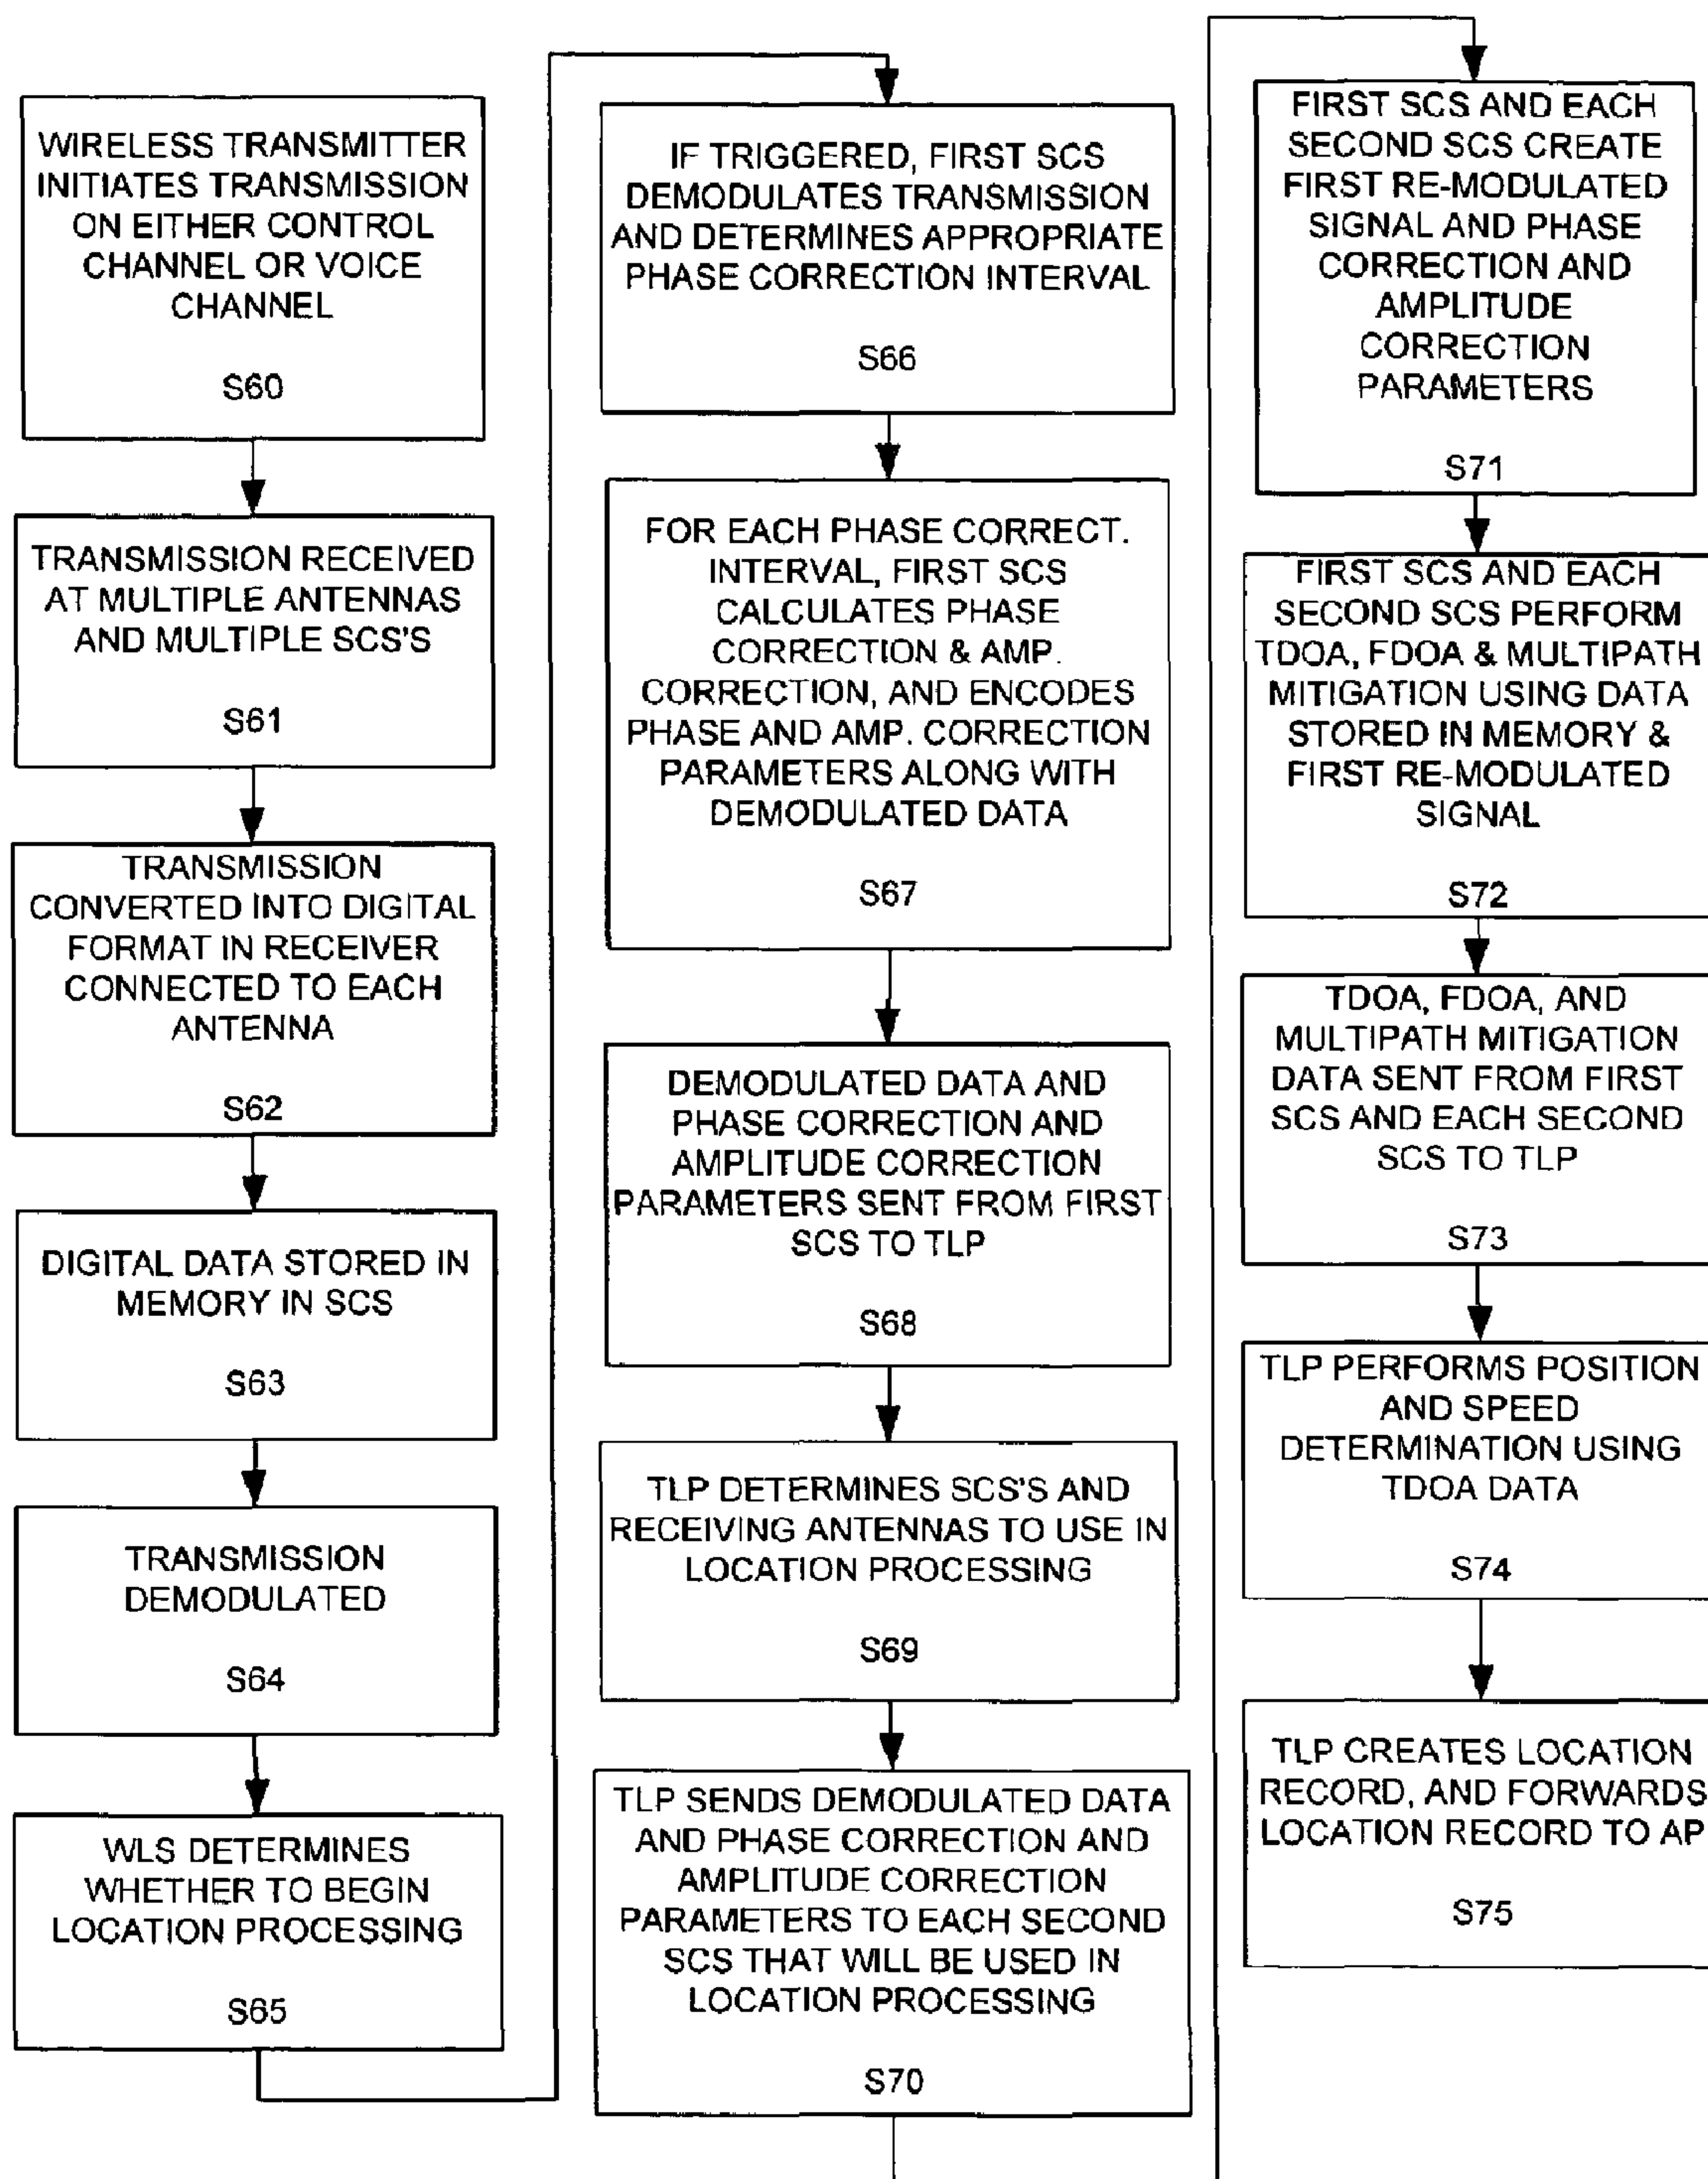 WIRELESS TRANSMITTER
INITIATES TRANSMISSION
ON EITHER CONTROL
CHANNEL OR VOICE
CHANNEL
S60
TRANSMISSION RECEIVED
AT MULTIPLE ANTENNAS
AND MULTIPLE SCS'S
S61
TRANSMISSION
CONVERTED INTO DIGITAL
FORMAT IN RECEIVER
CONNECTED TO EACH
ANTENNA
S62
DIGITAL DATA STORED IN
MEMORY IN SCS
S63
TRANSMISSION
DEMODULATED
S64
WLS DETERMINES
WHETHER TO BEGIN
LOCATION PROCESSING
S65
IF TRIGGERED, FIRST SCS
DEMODULATES TRANSMISSION
AND DETERMINES APPROPRIATE
PHASE CORRECTION INTERVAL
S66
FOR EACH PHASE CORRECT.
INTERVAL, FIRST SCS
CALCULATES PHASE
CORRECTION & AMP.
CORRECTION, AND ENCODES
PHASE AND AMP. CORRECTION
PARAMETERS ALONG WITH
DEMODULATED DATA
S67
DEMODULATED DATA AND
PHASE CORRECTION AND
AMPLITUDE CORRECTION
PARAMETERS SENT FROM FIRST
SCS TO TLP
S68
TLP DETERMINES SCS'S AND
RECEIVING ANTENNAS TO USE IN
LOCATION PROCESSING
S69
TLP SENDS DEMODULATED DATA
AND PHASE CORRECTION AND
AMPLITUDE CORRECTION
PARAMETERS TO EACH SECOND
SCS THAT WILL BE USED IN
LOCATION PROCESSING
S70
FIRST SCS AND EACH
SECOND SCS CREATE
FIRST RE-MODULATED
SIGNAL AND PHASE
CORRECTION AND
AMPLITUDE
CORRECTION
PARAMETERS
S71
FIRST SCS AND EACH
SECOND SCS PERFORM
TDOA, FDOA & MULTIPATH
MITIGATION USING DATA
STORED IN MEMORY &
FIRST RE-MODULATED
SIGNAL
S72
TDOA, FDOA, AND
MULTIPATH MITIGATION
DATA SENT FROM FIRST
SCS AND EACH SECOND
SCS TO TLP
S73
TLP PERFORMS POSITION
AND SPEED
DETERMINATION USING
TDOA DATA
S74
TLP CREATES LOCATION
RECORD, AND FORWARDS
LOCATION RECORD TO AP
S75